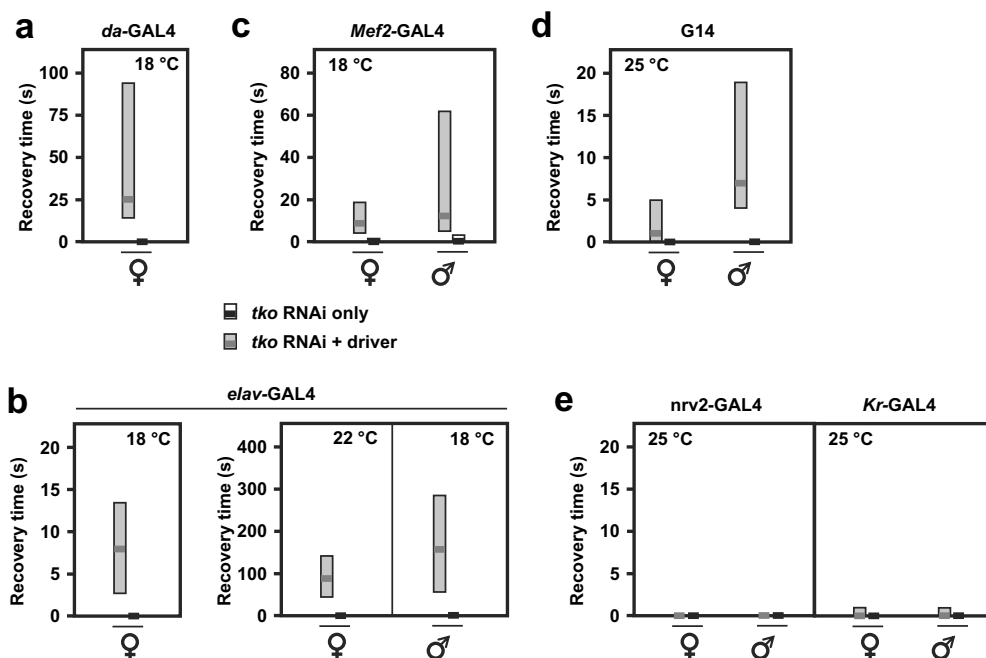 a
da-GAL4
18 °C
Recovery time (s)
100
75
50
25
0
♀
c
Mef2-GAL4
18 °C
Recovery time (s)
80
60
40
20
0
♀ ♂
d
G14
25 °C
Recovery time (s)
20
15
10
5
0
♀ ♂
tko RNAi only
tko RNAi + driver
b
elav-GAL4
18 °C
Recovery time (s)
20
15
10
5
0
♀
22 °C 18 °C
Recovery time (s)
400
300
200
100
0
♀ ♂
e
nrv2-GAL4 Kr-GAL4
25 °C 25 °C
Recovery time (s)
20
15
10
5
0
♀ ♂ ♀ ♂